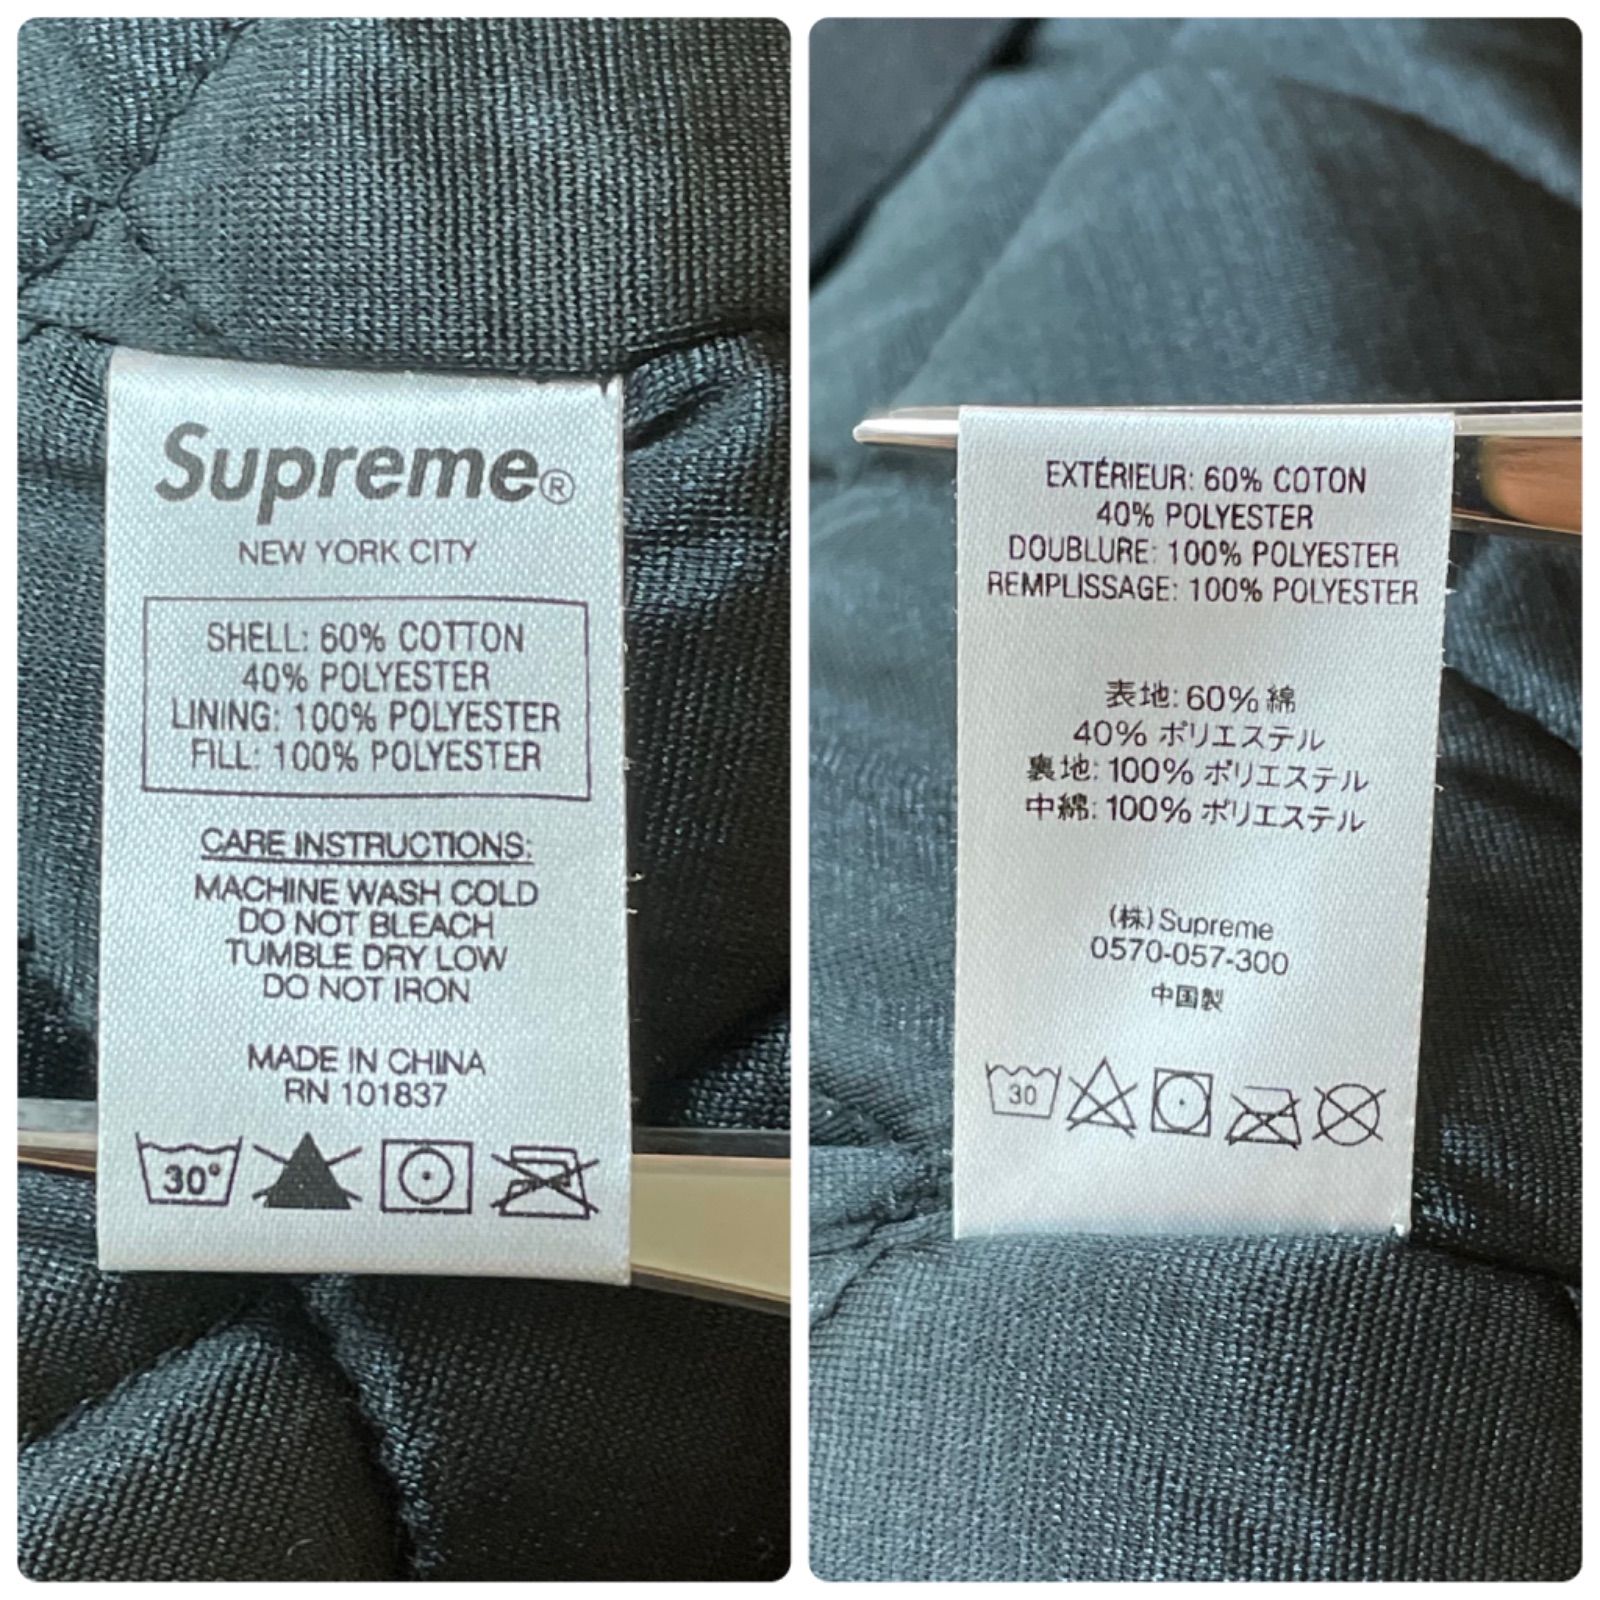 Supreme®
NEW YORK CITY
SHELL: 60% COTTON
40% POLYESTER
LINING: 100% POLYESTER
FILL: 100% POLYESTER
CARE INSTRUCTIONS:
MACHINE WASH COLD
DO NOT BLEACH
TUMBLE DRY LOW
DO NOT IRON
MADE IN CHINA
RN 101837
30°
EXTÉRIEUR: 60% COTON
40% POLYESTER
DOUBLURE: 100% POLYESTER
REMPLISSAGE: 100% POLYESTER
表地: 60% 綿
40% ポリエステル
裏地: 100% ポリエステル
中綿: 100% ポリエステル
(株) Supreme
0570-057-300
中国製
30